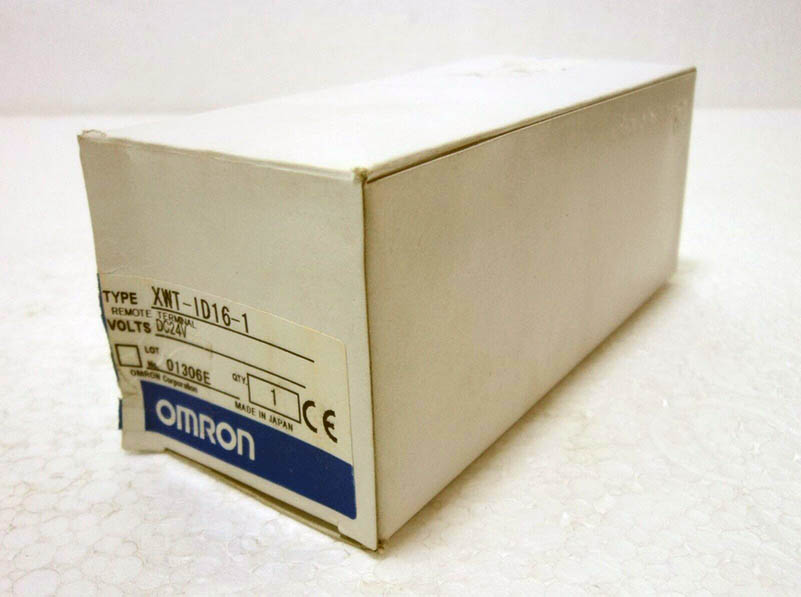 TYPE XWT-ID16-1
REMOTE TERMINAL
VOLTS DC24V
LOT
No. 01306E QTY. 1
OMRON Corporation MADE IN JAPAN CE
OMRON